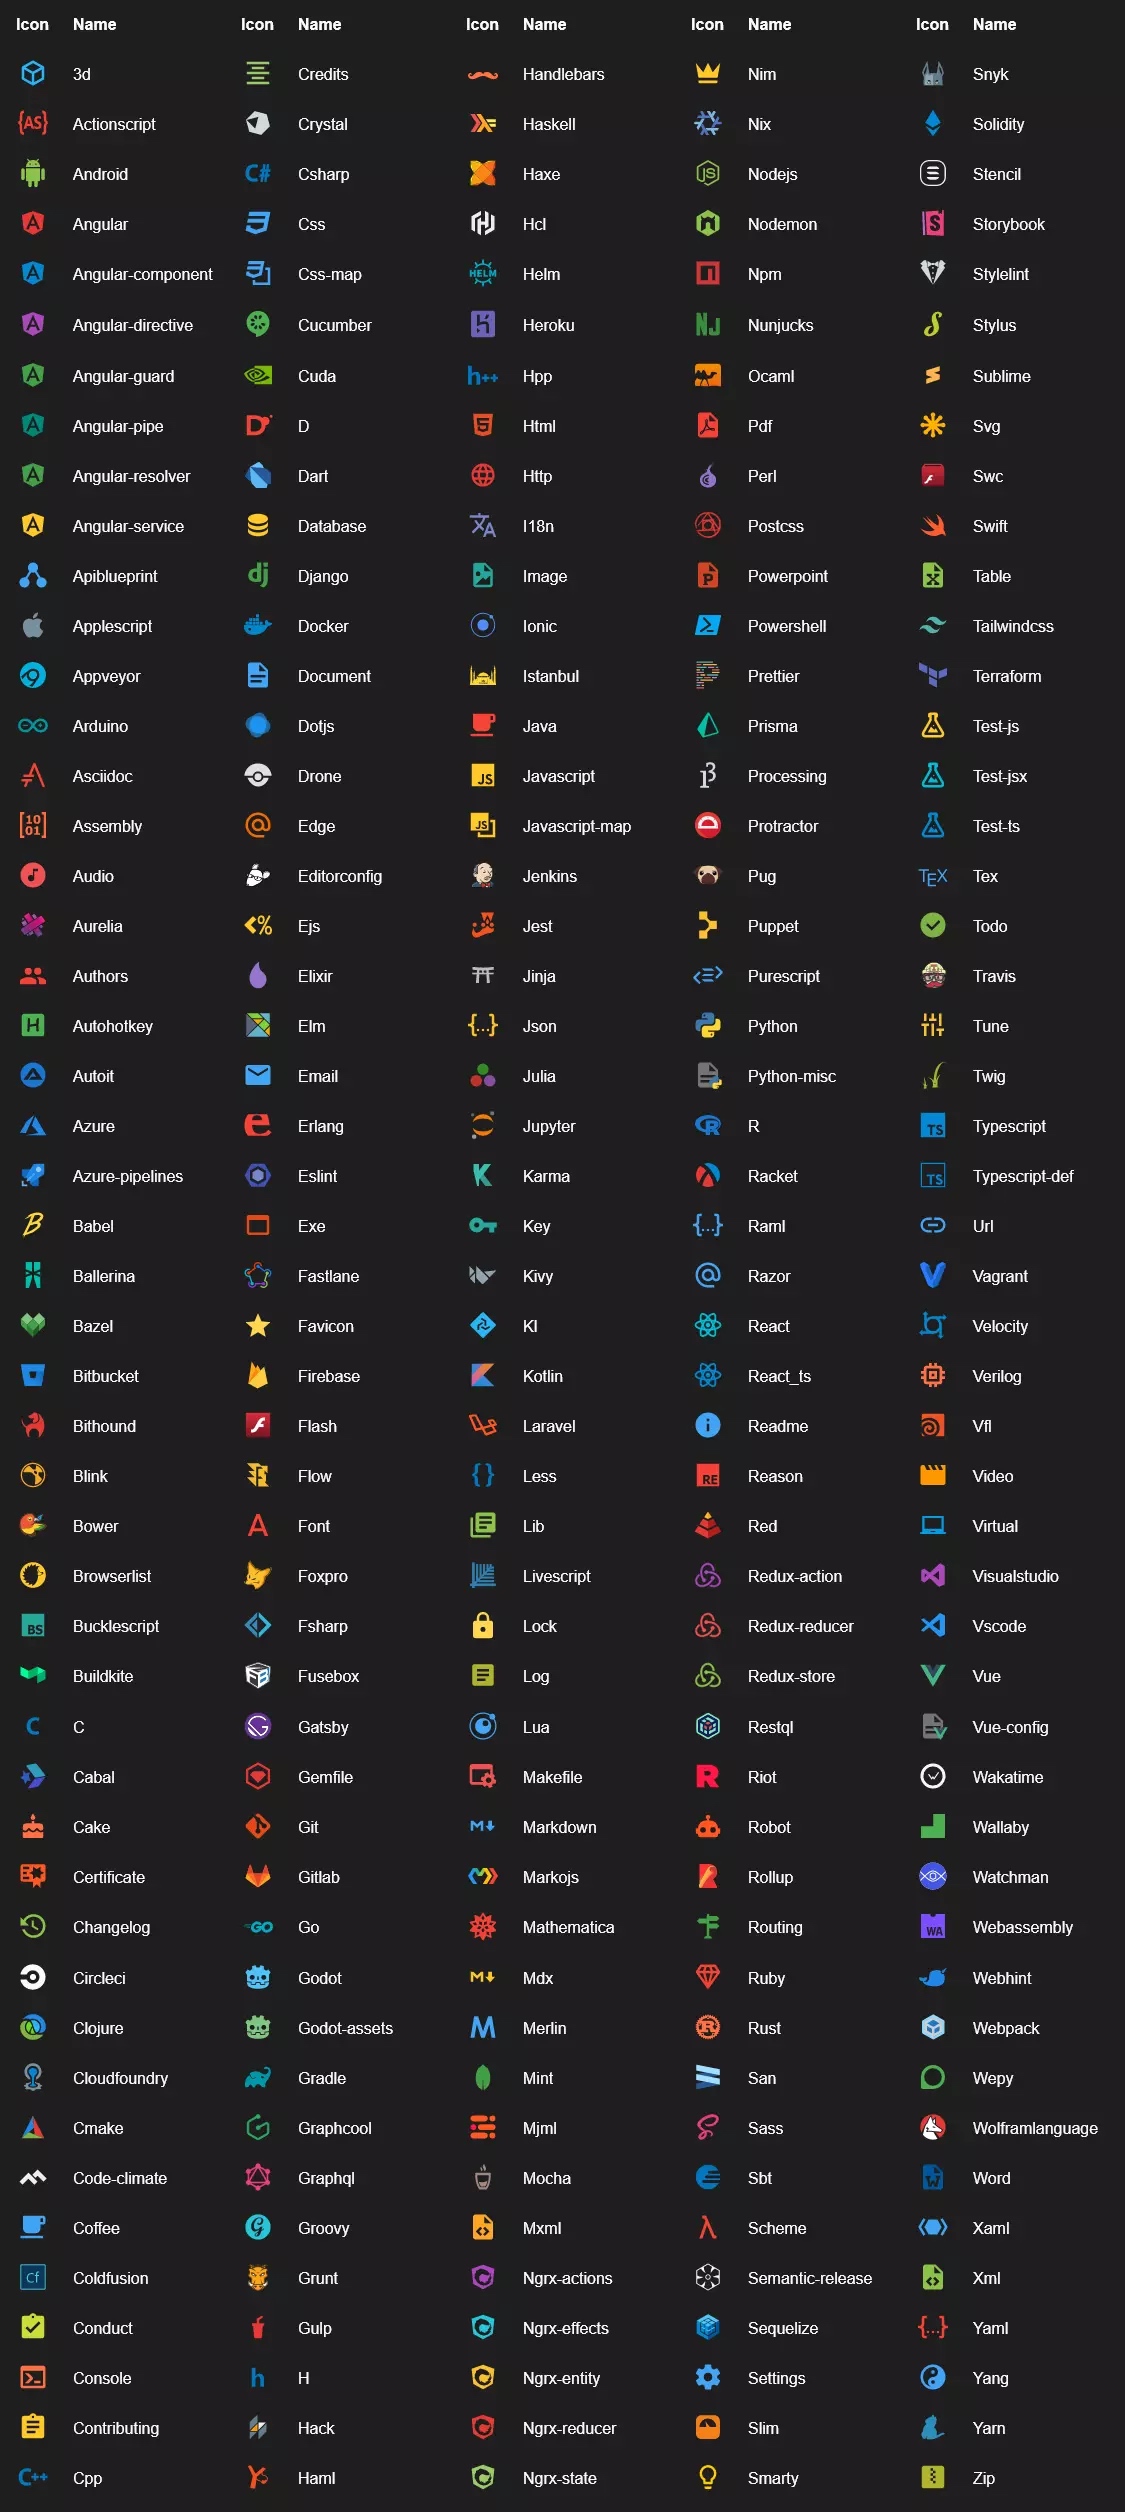 Icon Name Icon Name Icon Name Icon Name Icon Name
3d Credits Handlebars Nim Snyk
{AS} Actionscript Crystal Haskell Nix Solidity
Android C# Csharp Haxe JS Nodejs Stencil
Angular Css Hcl Nodemon S Storybook
Angular-component Css-map HELM Helm Npm Stylelint
Angular-directive Cucumber Heroku NJ Nunjucks Stylus
Angular-guard Cuda h++ Hpp Ocaml Sublime
Angular-pipe D Html Pdf Svg
Angular-resolver Dart Http Perl Swc
Angular-service Database I18n Postcss Swift
Apiblueprint dj Django Image P Powerpoint Table
Applescript Docker Ionic Powershell Tailwindcss
Appveyor Document Istanbul Prettier Terraform
Arduino Dotjs Java Prisma Test-js
Asciidoc Drone JS Javascript Processing Test-jsx
[1001] Assembly Edge JS Javascript-map Protractor Test-ts
Audio Editorconfig Jenkins Pug TEX Tex
Aurelia <% Ejs Jest Puppet Todo
Authors Elixir Jinja Purescript Travis
H Autohotkey Elm {...} Json Python Tune
Autoit Email Julia Python-misc Twig
Azure e Erlang Jupyter R R TS Typescript
Azure-pipelines Eslint K Karma Racket TS Typescript-def
B Babel Exe Key {...} Raml Url
Ballerina Fastlane Kivy @ Razor Vagrant
Bazel Favicon Kl React Velocity
Bitbucket Firebase Kotlin React_ts Verilog
Bithound Flash Laravel i Readme Vfl
Blink Flow {} Less RE Reason Video
Bower A Font Lib Red Virtual
Browserlist Foxpro Livescript Redux-action Visualstudio
BS Bucklescript Fsharp Lock Redux-reducer Vscode
Buildkite Fusebox Log Redux-store Vue
C C Gatsby Lua Restql Vue-config
Cabal Gemfile Makefile R Riot Wakatime
Cake Git M Markdown Robot Wallaby
Certificate Gitlab Markojs Rollup Watchman
Changelog GO Go Mathematica Routing WA Webassembly
Circleci Godot M Mdx Ruby Webhint
Clojure Godot-assets M Merlin R Rust Webpack
Cloudfoundry Gradle Mint San Wepy
Cmake Graphcool Mjml Sass Wolframlanguage
Code-climate Graphql Mocha Sbt W Word
Coffee Groovy Mxml λ Scheme Xaml
Cf Coldfusion Grunt Ngrx-actions Semantic-release Xml
Conduct Gulp Ngrx-effects Sequelize {...} Yaml
Console h H Ngrx-entity Settings Yang
Contributing Hack Ngrx-reducer Slim Yarn
C++ Cpp Haml Ngrx-state Smarty Zip